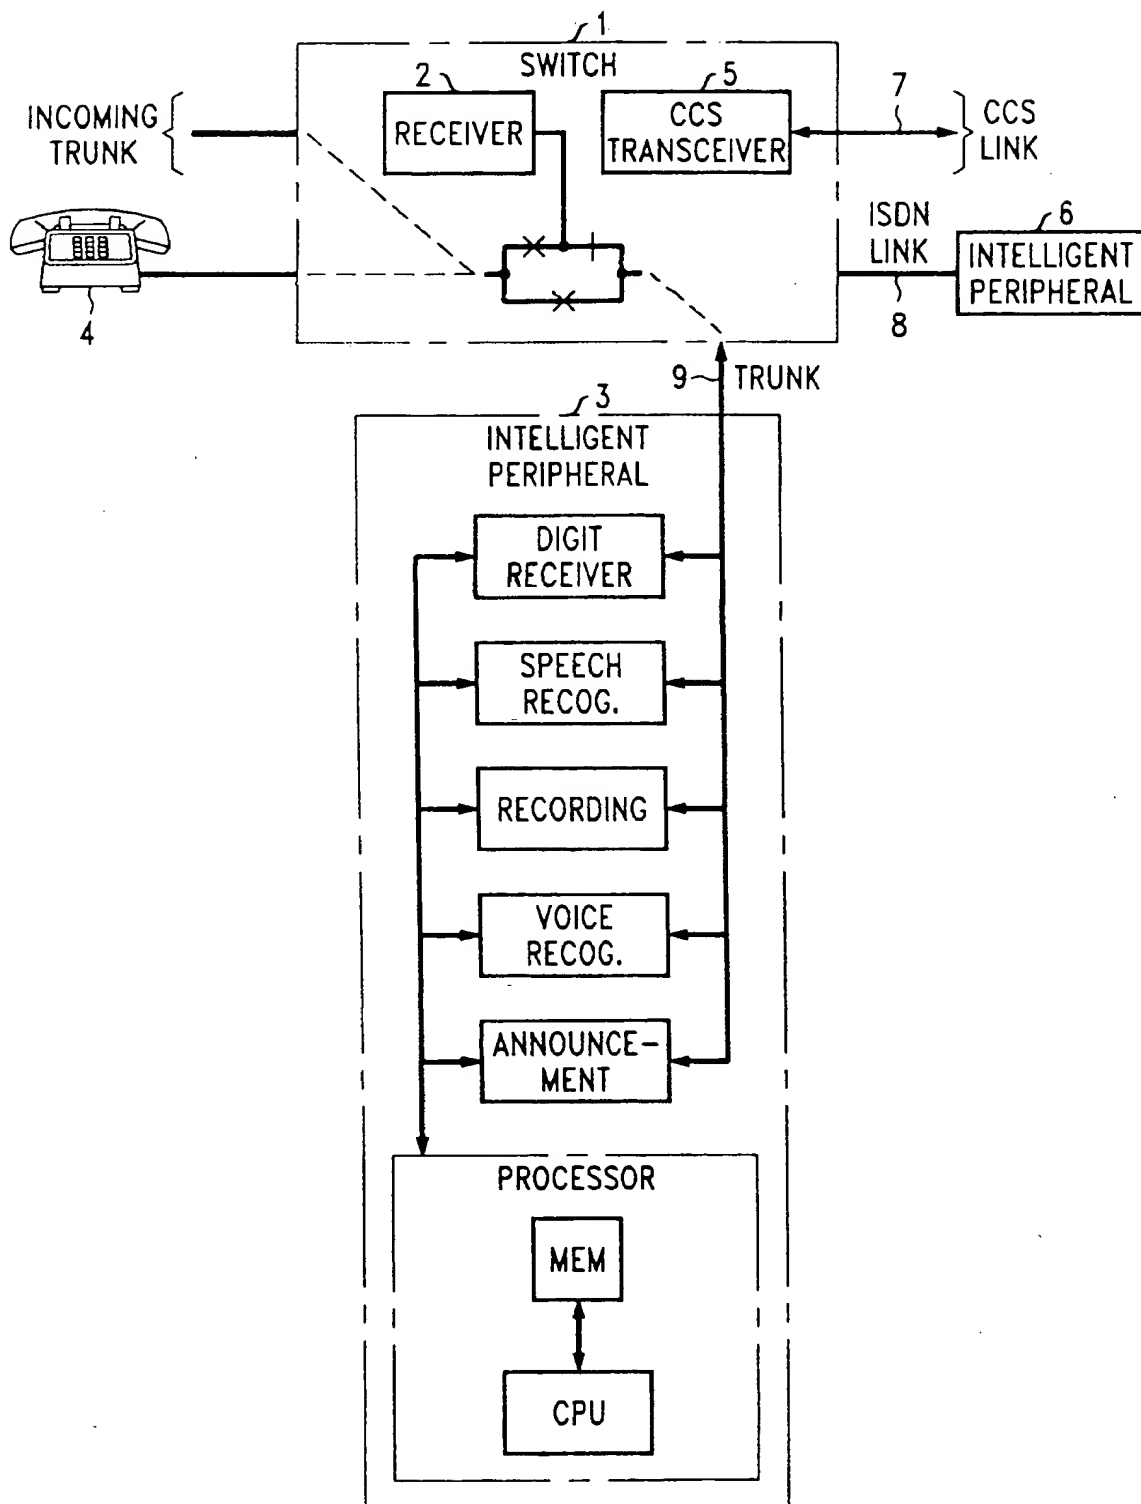 1
SWITCH
INCOMING
TRUNK
2
RECEIVER
5
CCS
TRANSCEIVER
7
CCS
LINK
4
ISDN
LINK
8
6
INTELLIGENT
PERIPHERAL
9
TRUNK
3
INTELLIGENT
PERIPHERAL
DIGIT
RECEIVER
SPEECH
RECOG.
RECORDING
VOICE
RECOG.
ANNOUNCE-
MENT
PROCESSOR
MEM
CPU